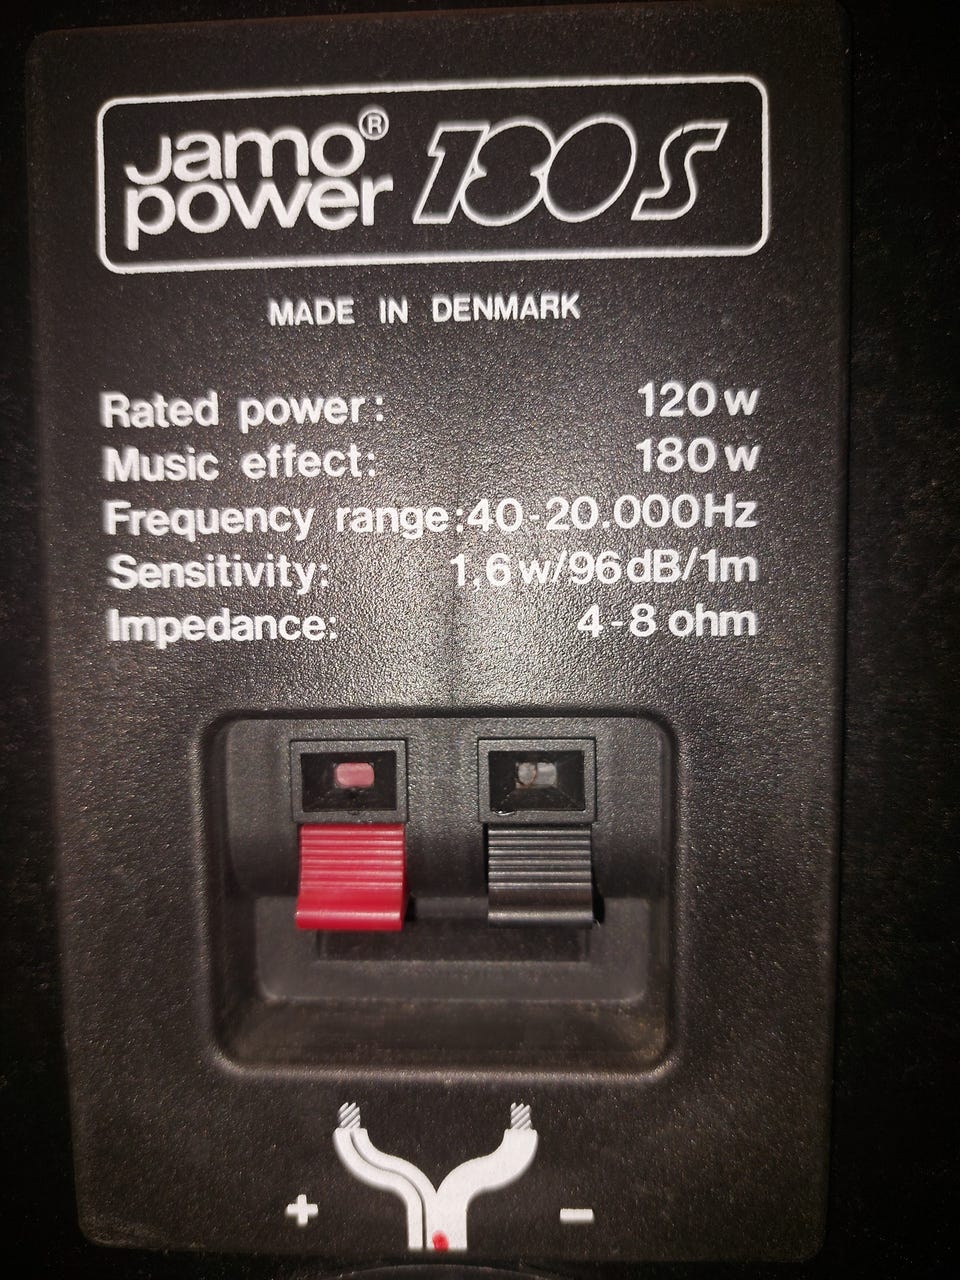 Jamo®
power 180S
MADE IN DENMARK
Rated power: 120w
Music effect: 180w
Frequency range:40-20.000Hz
Sensitivity: 1,6w/96dB/1m
Impedance: 4-8 ohm
+ −